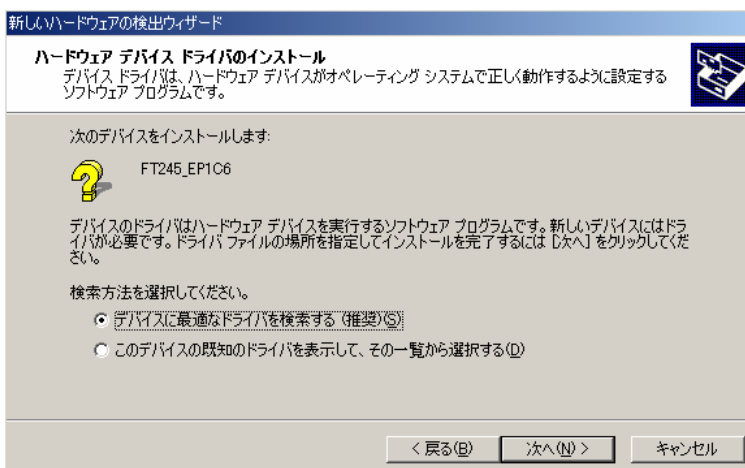 新しいハードウェアの検出ウィザード
ハードウェア デバイス ドライバのインストール
デバイス ドライバは、ハードウェア デバイスがオペレーティング システムで正しく動作するように設定する
ソフトウェア プログラムです。
次のデバイスをインストールします:
FT245_EP1C6
デバイスのドライバはハードウェア デバイスを実行するソフトウェア プログラムです。新しいデバイスにはドラ
イバが必要です。ドライバ ファイルの場所を指定してインストールを完了するには [次へ] をクリックしてくだ
さい。
検索方法を選択してください。
デバイスに最適なドライバを検索する (推奨)(S)
このデバイスの既知のドライバを表示して、その一覧から選択する(D)
< 戻る(B) 次へ(N) > キャンセル